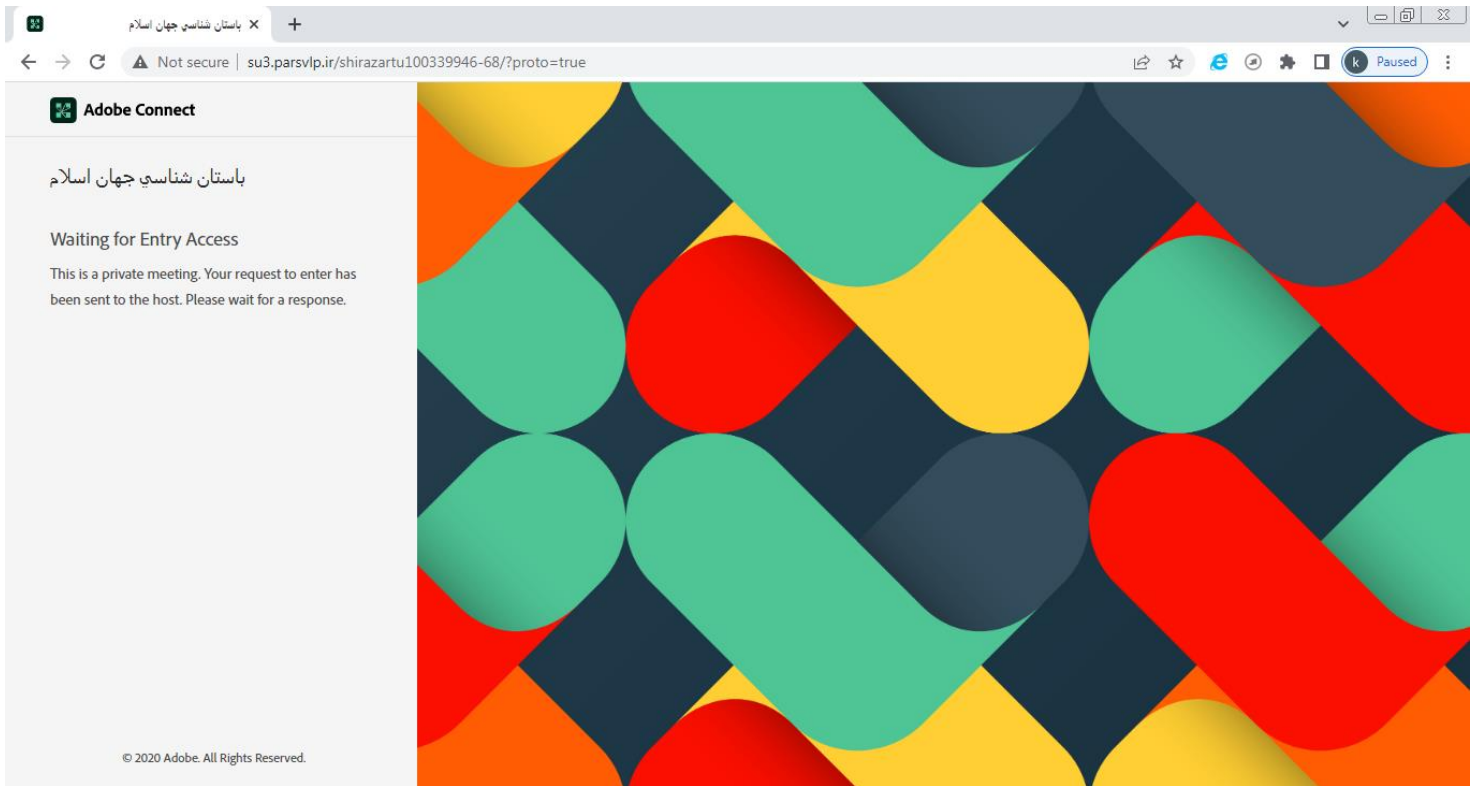 باستان شناسي جهان اسلام
Not secure | su3.parsvlp.ir/shirazartu100339946-68/?proto=true
k Paused
Adobe Connect
باستان شناسي جهان اسلام
Waiting for Entry Access
This is a private meeting. Your request to enter has
been sent to the host. Please wait for a response.
© 2020 Adobe. All Rights Reserved.